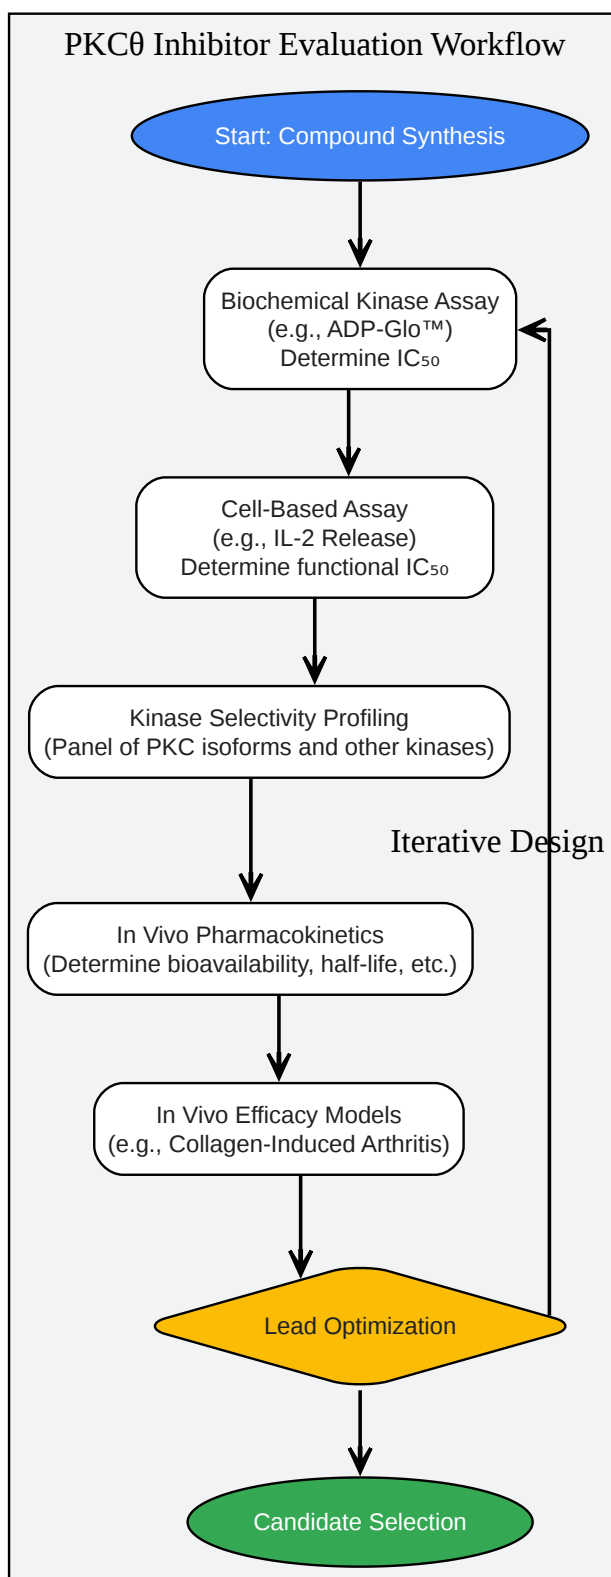 PKCθ Inhibitor Evaluation Workflow
Start: Compound Synthesis
Biochemical Kinase Assay
(e.g., ADP-Glo™)
Determine IC₅₀
Cell-Based Assay
(e.g., IL-2 Release)
Determine functional IC₅₀
Kinase Selectivity Profiling
(Panel of PKC isoforms and other kinases)
Iterative Design
In Vivo Pharmacokinetics
(Determine bioavailability, half-life, etc.)
In Vivo Efficacy Models
(e.g., Collagen-Induced Arthritis)
Lead Optimization
Candidate Selection